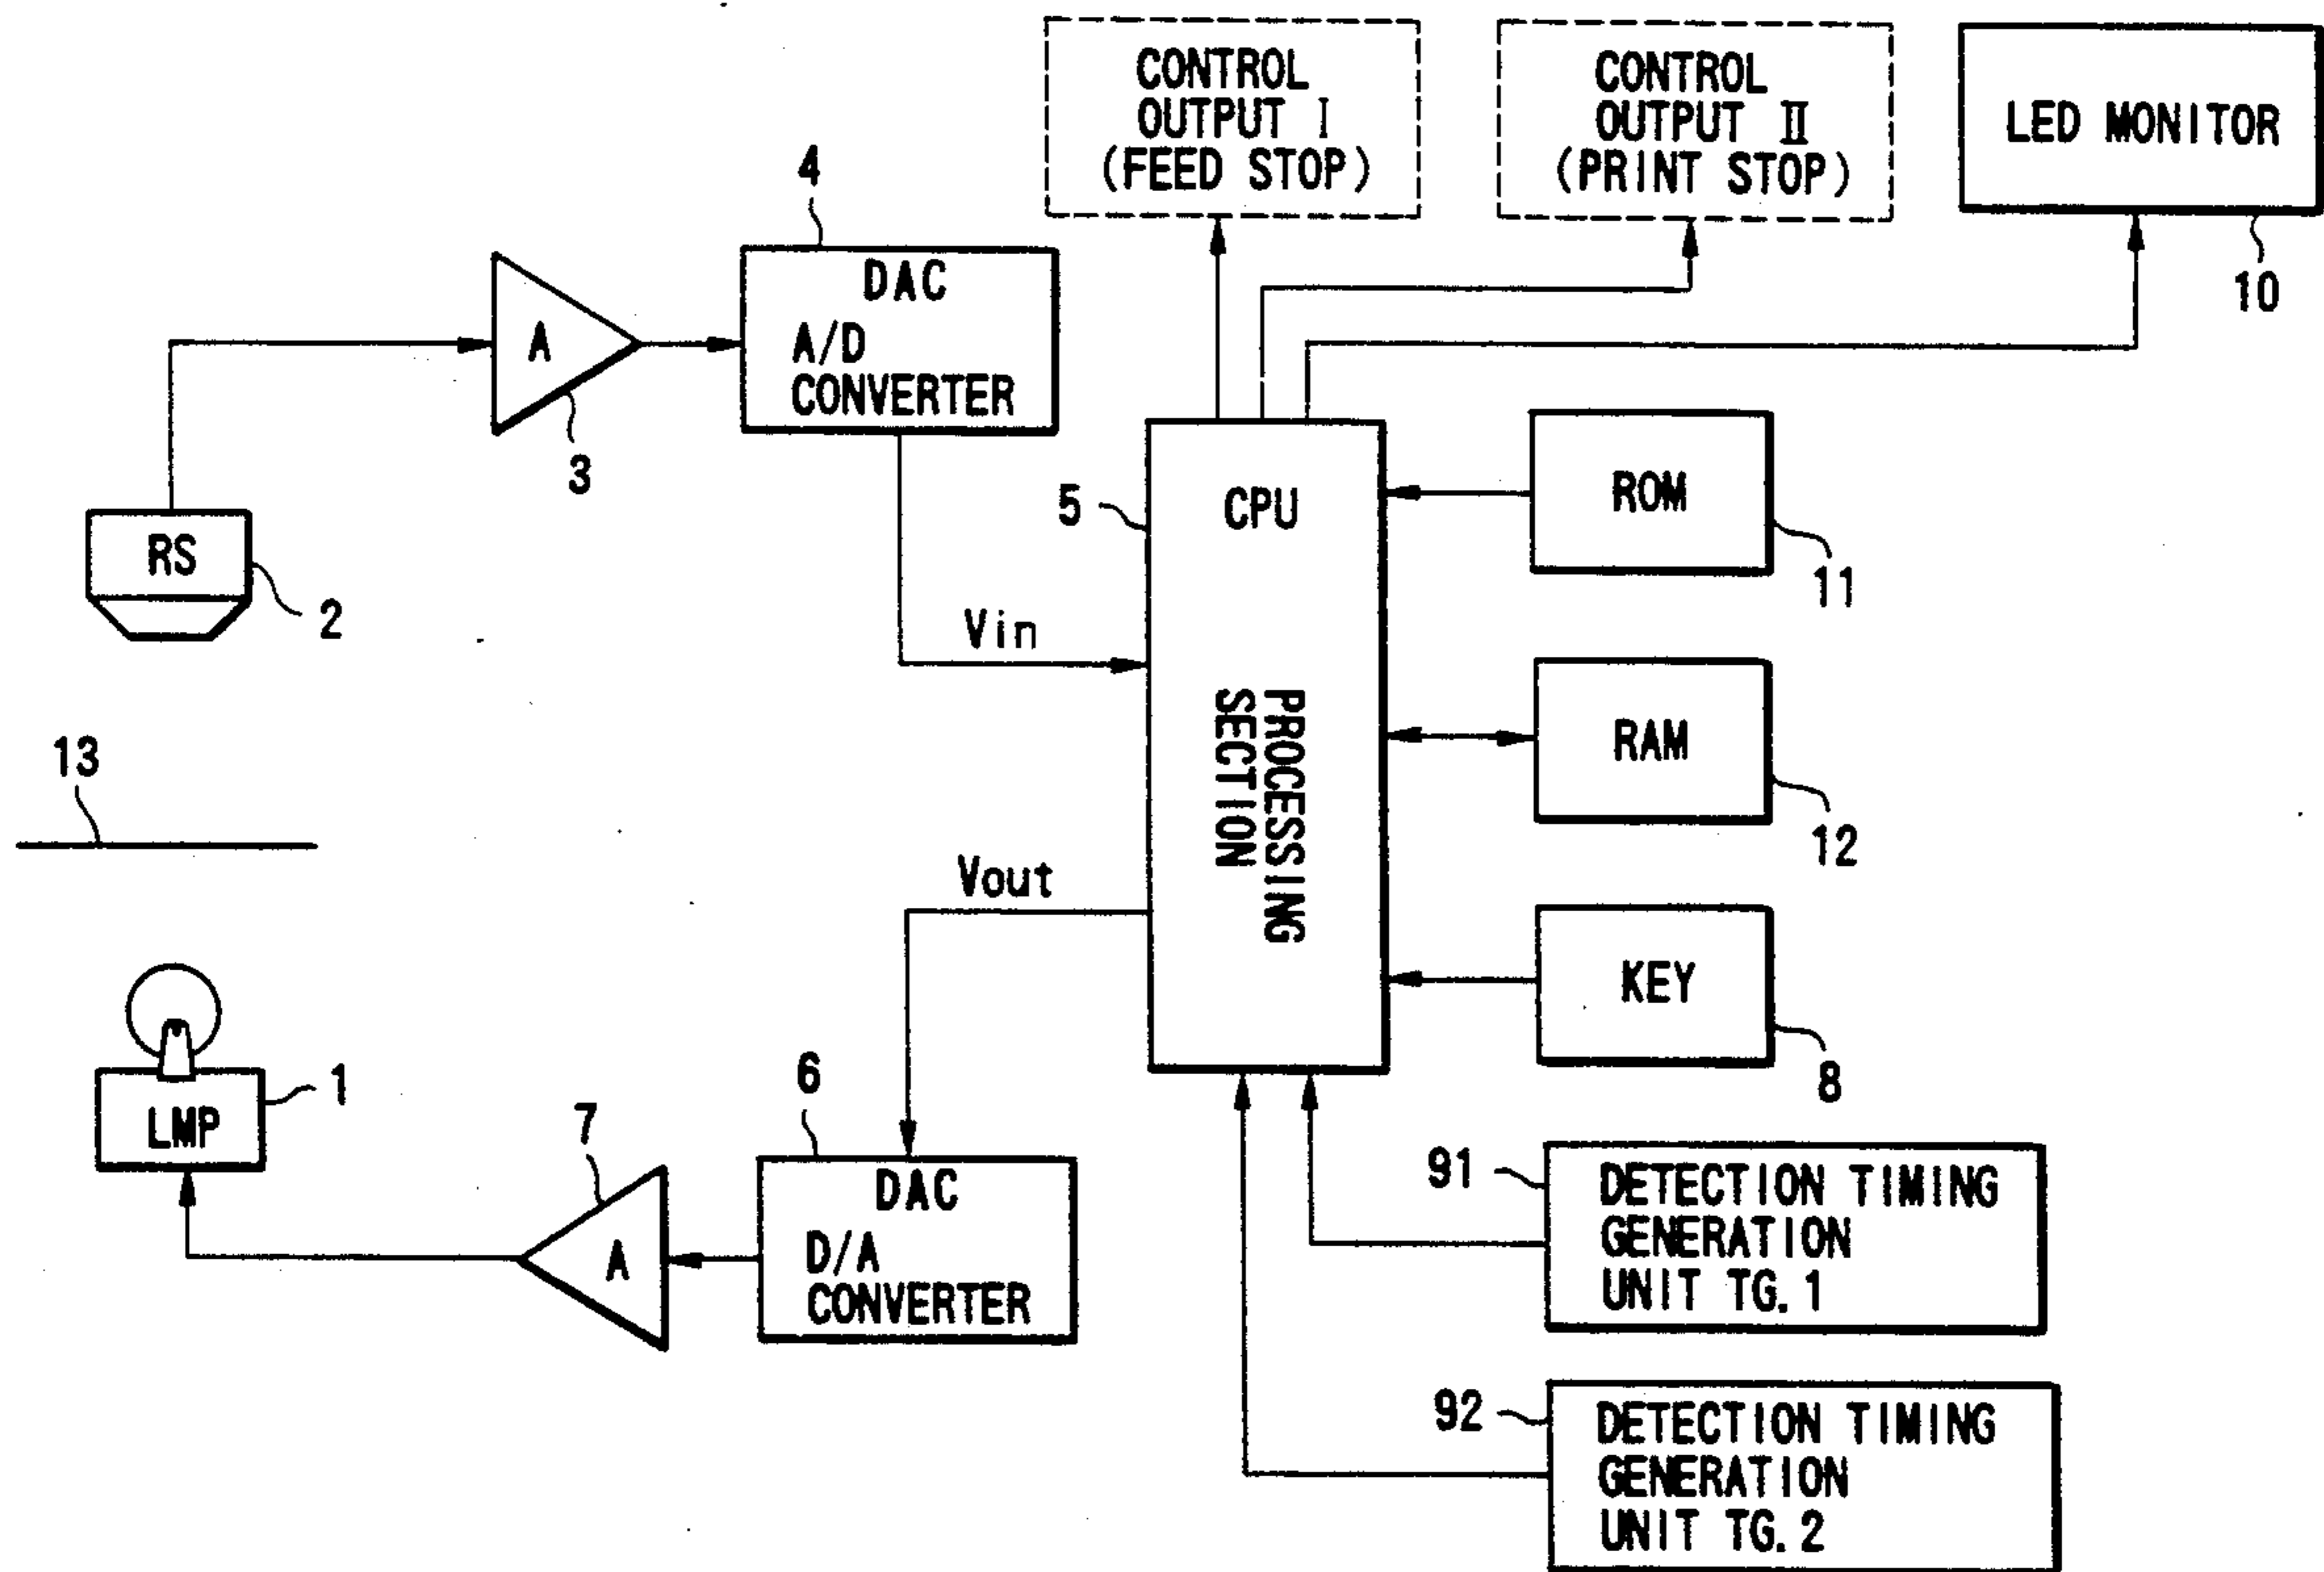 CONTROL
OUTPUT I
(FEED STOP)
CONTROL
OUTPUT II
(PRINT STOP)
LED MONITOR
10
4
DAC
A/D
CONVERTER
A
3
RS
2
5
CPU
PROCESSING
SECTION
Vin
Vout
ROM
11
RAM
12
KEY
8
13
LMP
1
7
A
6
DAC
D/A
CONVERTER
91
DETECTION TIMING
GENERATION
UNIT TG.1
92
DETECTION TIMING
GENERATION
UNIT TG.2